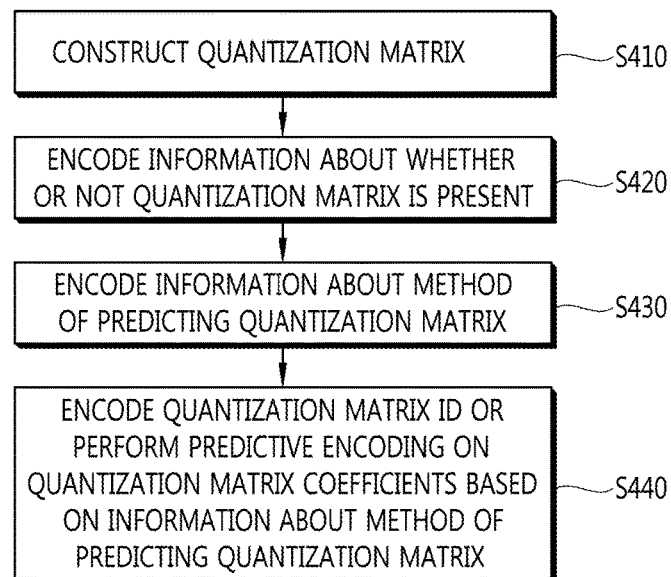 CONSTRUCT QUANTIZATION MATRIX
S410
ENCODE INFORMATION ABOUT WHETHER
OR NOT QUANTIZATION MATRIX IS PRESENT
S420
ENCODE INFORMATION ABOUT METHOD
OF PREDICTING QUANTIZATION MATRIX
S430
ENCODE QUANTIZATION MATRIX ID OR
PERFORM PREDICTIVE ENCODING ON
QUANTIZATION MATRIX COEFFICIENTS BASED
ON INFORMATION ABOUT METHOD OF
PREDICTING QUANTIZATION MATRIX
S440